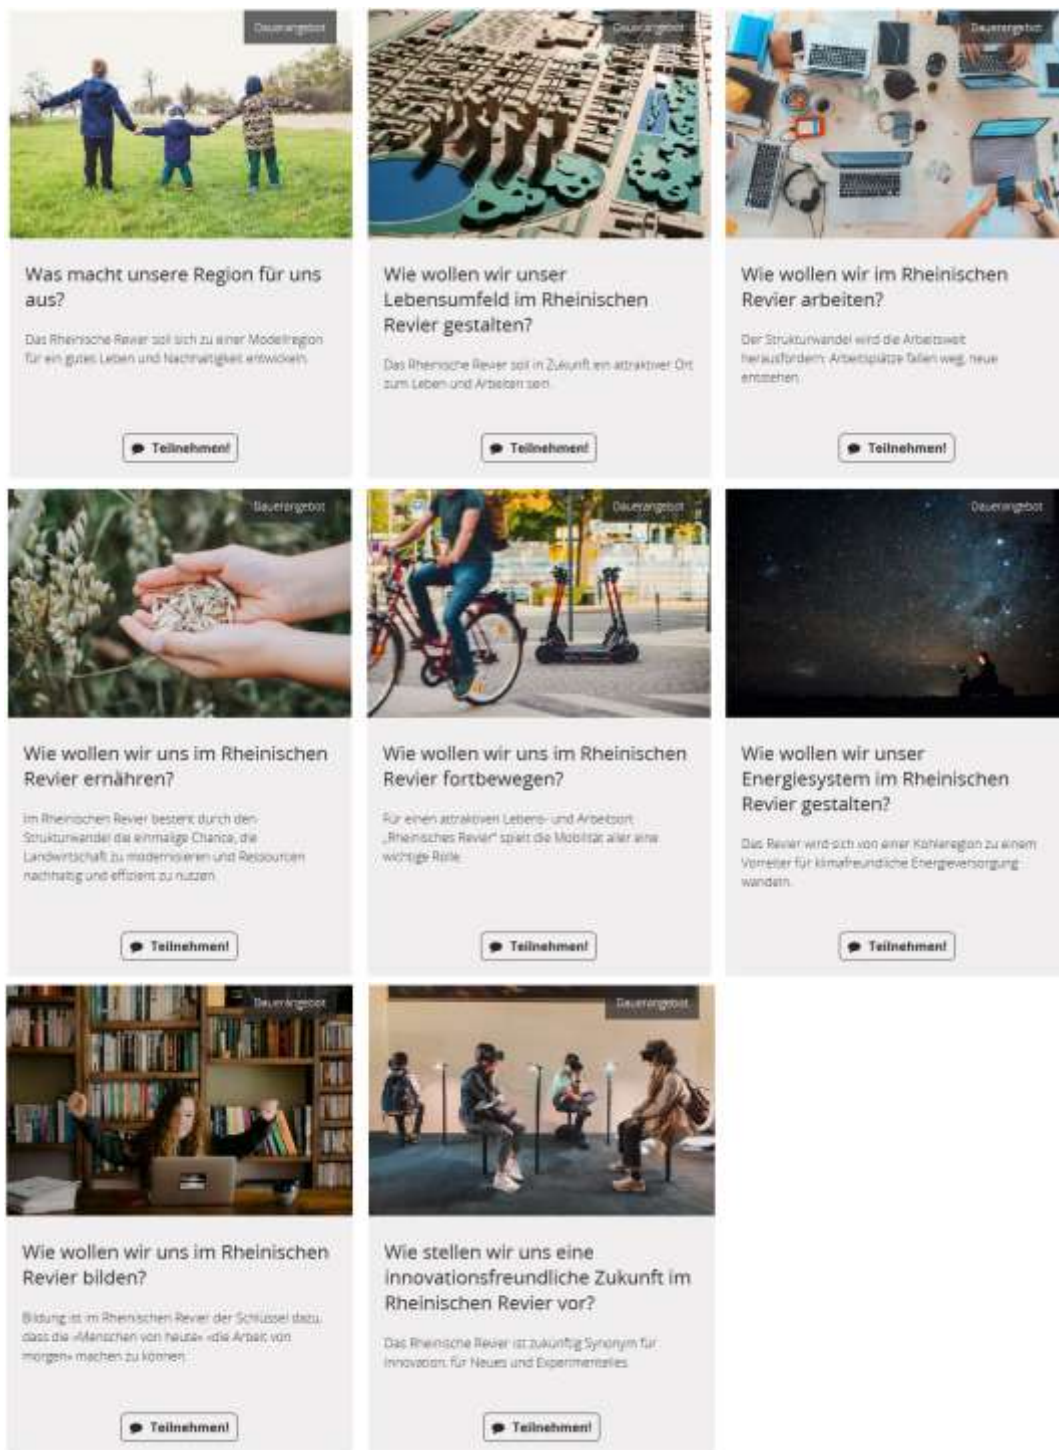 Dauerangebot
Was macht unsere Region für uns
aus?
Das Rheinische Revier soll sich zu einer Modellregion
für ein gutes Leben und Nachhaltigkeit entwickeln.
Teilnehmen!
Dauerangebot
Wie wollen wir unser
Lebensumfeld im Rheinischen
Revier gestalten?
Das Rheinische Revier soll in Zukunft ein attraktiver Ort
zum Leben und Arbeiten sein.
Teilnehmen!
Dauerangebot
Wie wollen wir im Rheinischen
Revier arbeiten?
Der Strukturwandel wird die Arbeitswelt
herausfordern: Arbeitsplätze fallen weg, neue
entstehen.
Teilnehmen!
Dauerangebot
Wie wollen wir uns im Rheinischen
Revier ernähren?
Im Rheinischen Revier besteht durch den
Strukturwandel die einmalige Chance, die
Landwirtschaft zu modernisieren und Ressourcen
nachhaltig und effizient zu nutzen.
Teilnehmen!
Dauerangebot
Wie wollen wir uns im Rheinischen
Revier fortbewegen?
Für einen attraktiven Lebens- und Arbeitsort
„Rheinisches Revier“ spielt die Mobilität aller eine
wichtige Rolle.
Teilnehmen!
Dauerangebot
Wie wollen wir unser
Energiesystem im Rheinischen
Revier gestalten?
Das Revier wird sich von einer Kohleregion zu einem
Vorreiter für klimafreundliche Energieversorgung
wandeln.
Teilnehmen!
Dauerangebot
Wie wollen wir uns im Rheinischen
Revier bilden?
Bildung ist im Rheinischen Revier der Schlüssel dazu,
dass die »Menschen von heute« »die Arbeit von
morgen« machen zu können.
Teilnehmen!
Dauerangebot
Wie stellen wir uns eine
innovationsfreundliche Zukunft im
Rheinischen Revier vor?
Das Rheinische Revier ist zukünftig Synonym für
Innovation, für Neues und Experimentelles.
Teilnehmen!